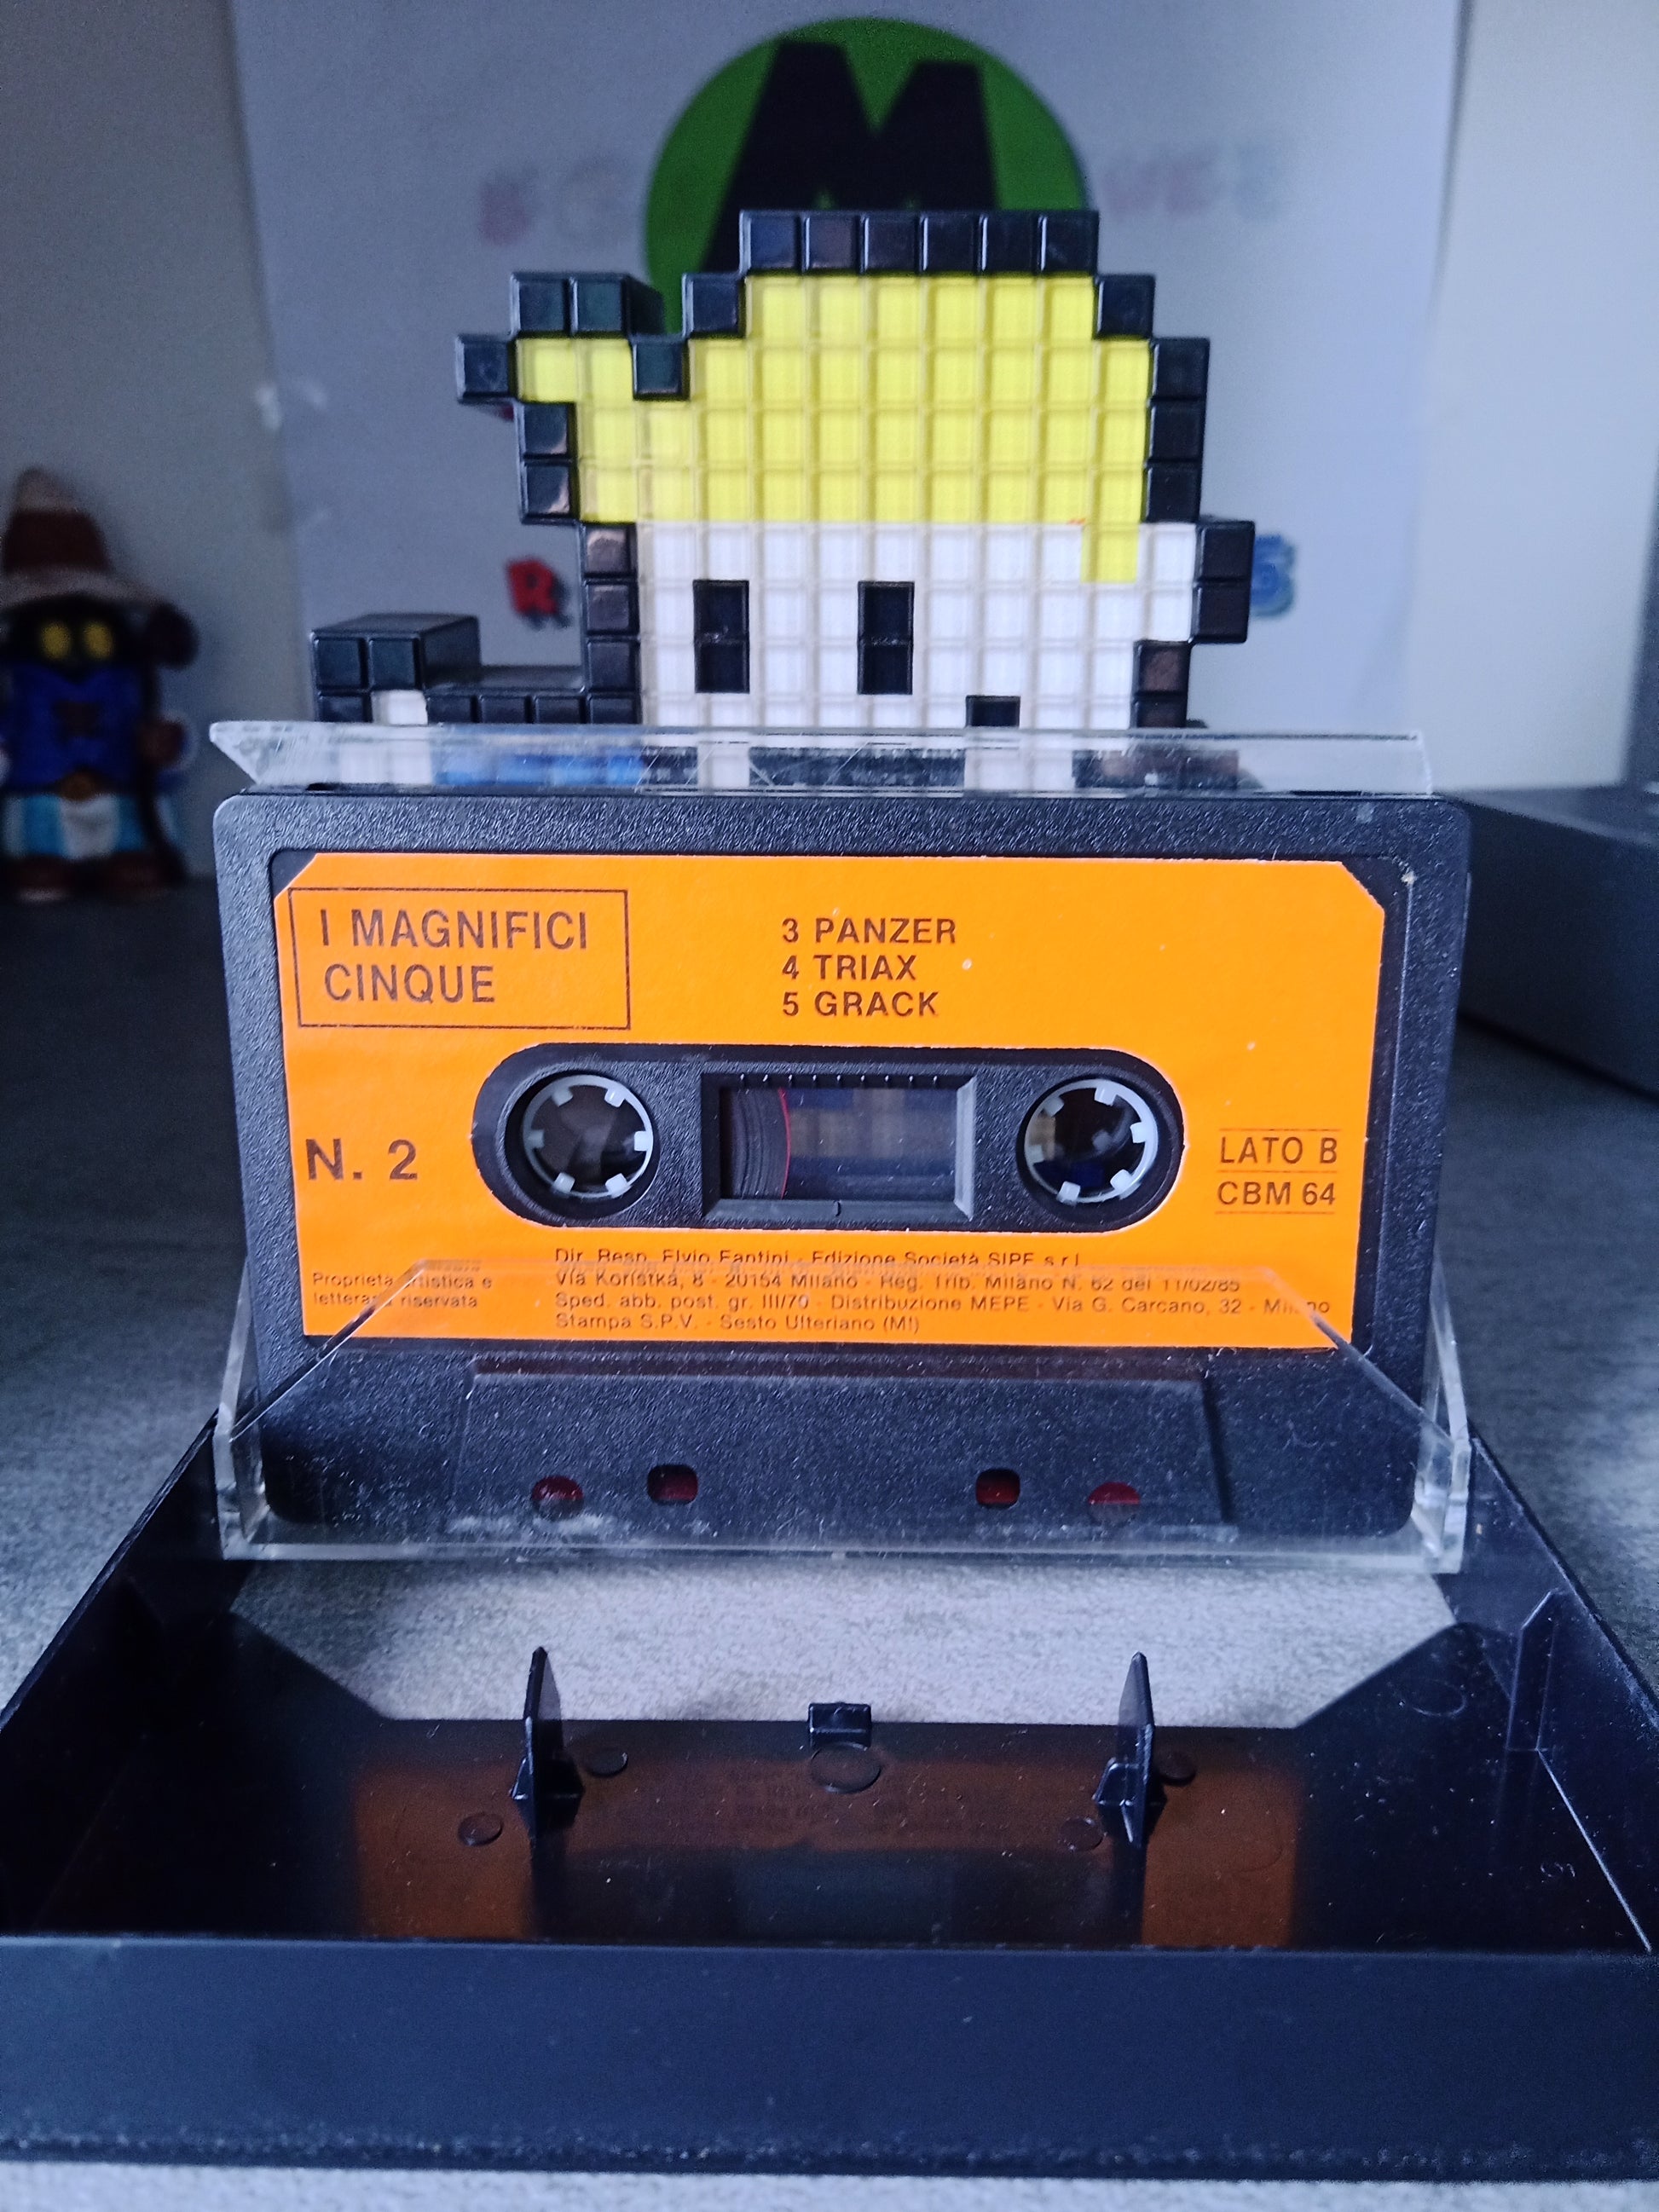 M
R
I MAGNIFICI
CINQUE
3 PANZER
4 TRIAX
5 GRACK
N. 2
LATO B
CBM 64
Proprietà artistica e
letteraria riservata
Dir. Resp. Elvio Fantini - Edizione Società SIPE s.r.l.
Via Koristka, 8 - 20154 Milano - Reg. Trib. Milano N. 62 del 11/02/85
Sped. abb. post. gr. III/70 - Distribuzione MEPE - Via G. Carcano, 32 - Milano
Stampa S.P.V. - Sesto Ulteriano (MI)